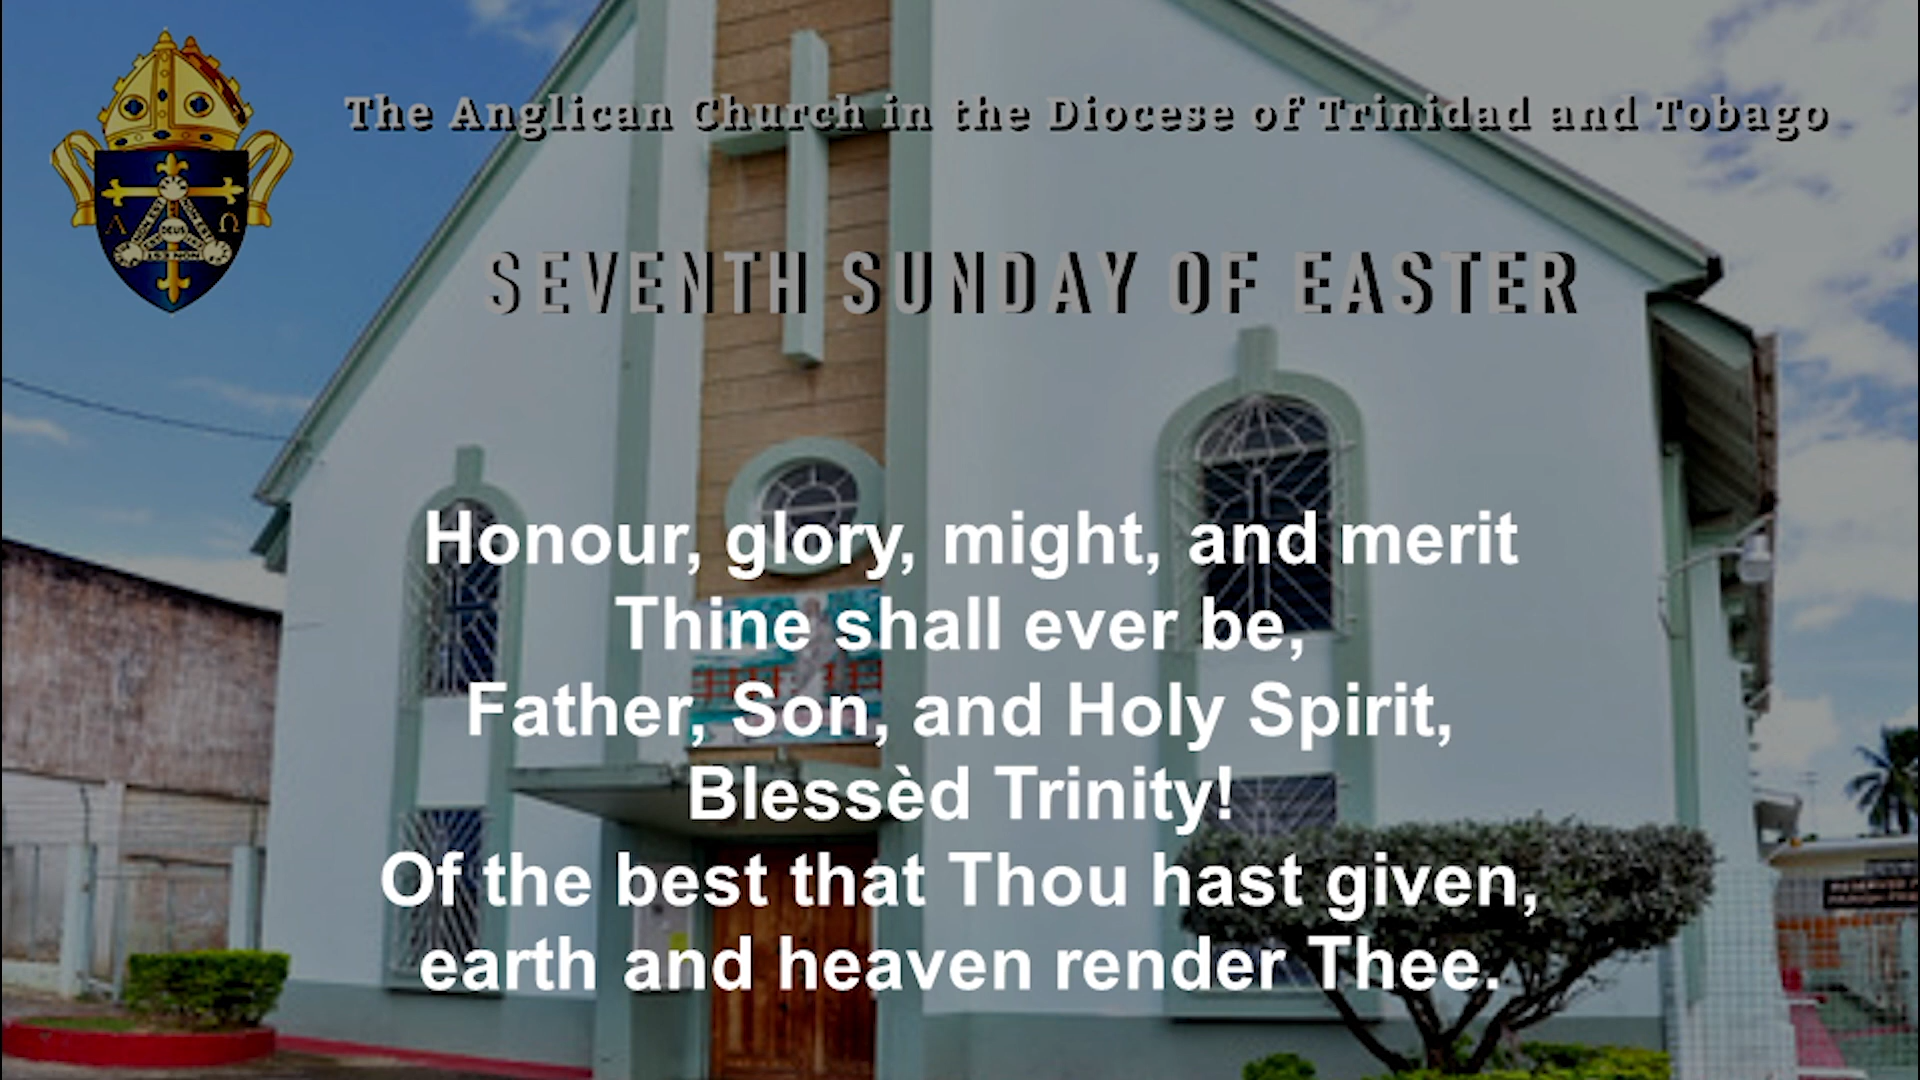 The Anglican Church in the Diocese of Trinidad and Tobago
SEVENTH SUNDAY OF EASTER
Honour, glory, might, and merit
Thine shall ever be,
Father, Son, and Holy Spirit,
Blessèd Trinity!
Of the best that Thou hast given,
earth and heaven render Thee.